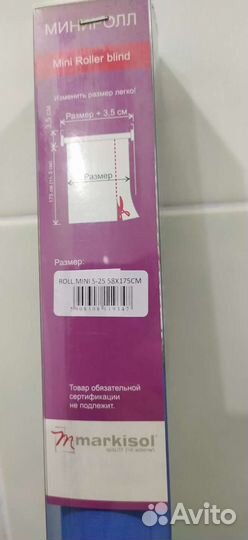 МИНИРОЛЛ
Mini Roller blind
Изменить размер легко!
Размер + 3.5 см
3,5 см
Размер
Размер:
ROLL MINI S-25 58X175CM
Товар обязательной
сертификации
не подлежит.
markisol
Avito